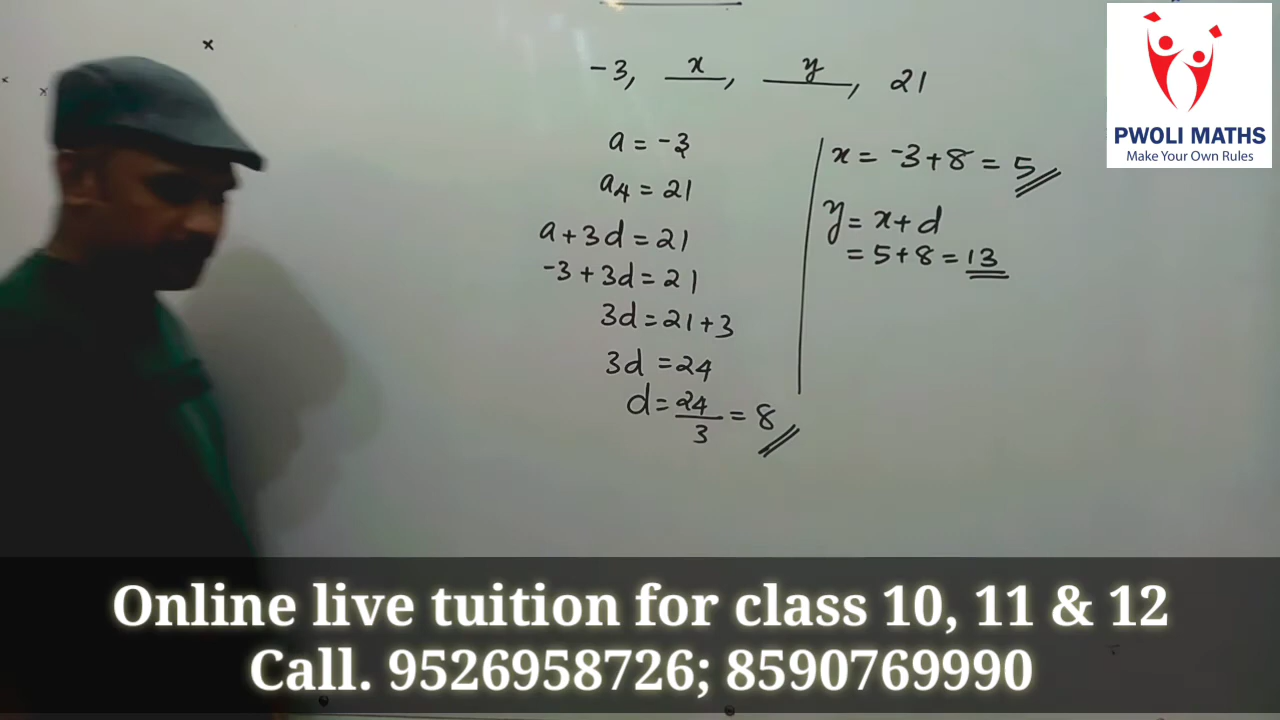 -3, x, y, 21
a = -3
a4 = 21
a + 3d = 21
-3 + 3d = 21
3d = 21 + 3
3d = 24
d = 24/3 = 8
x = -3 + 8 = 5
y = x + d
= 5 + 8 = 13
PWOLI MATHS
Make Your Own Rules
Online live tuition for class 10, 11 & 12
Call. 9526958726; 8590769990